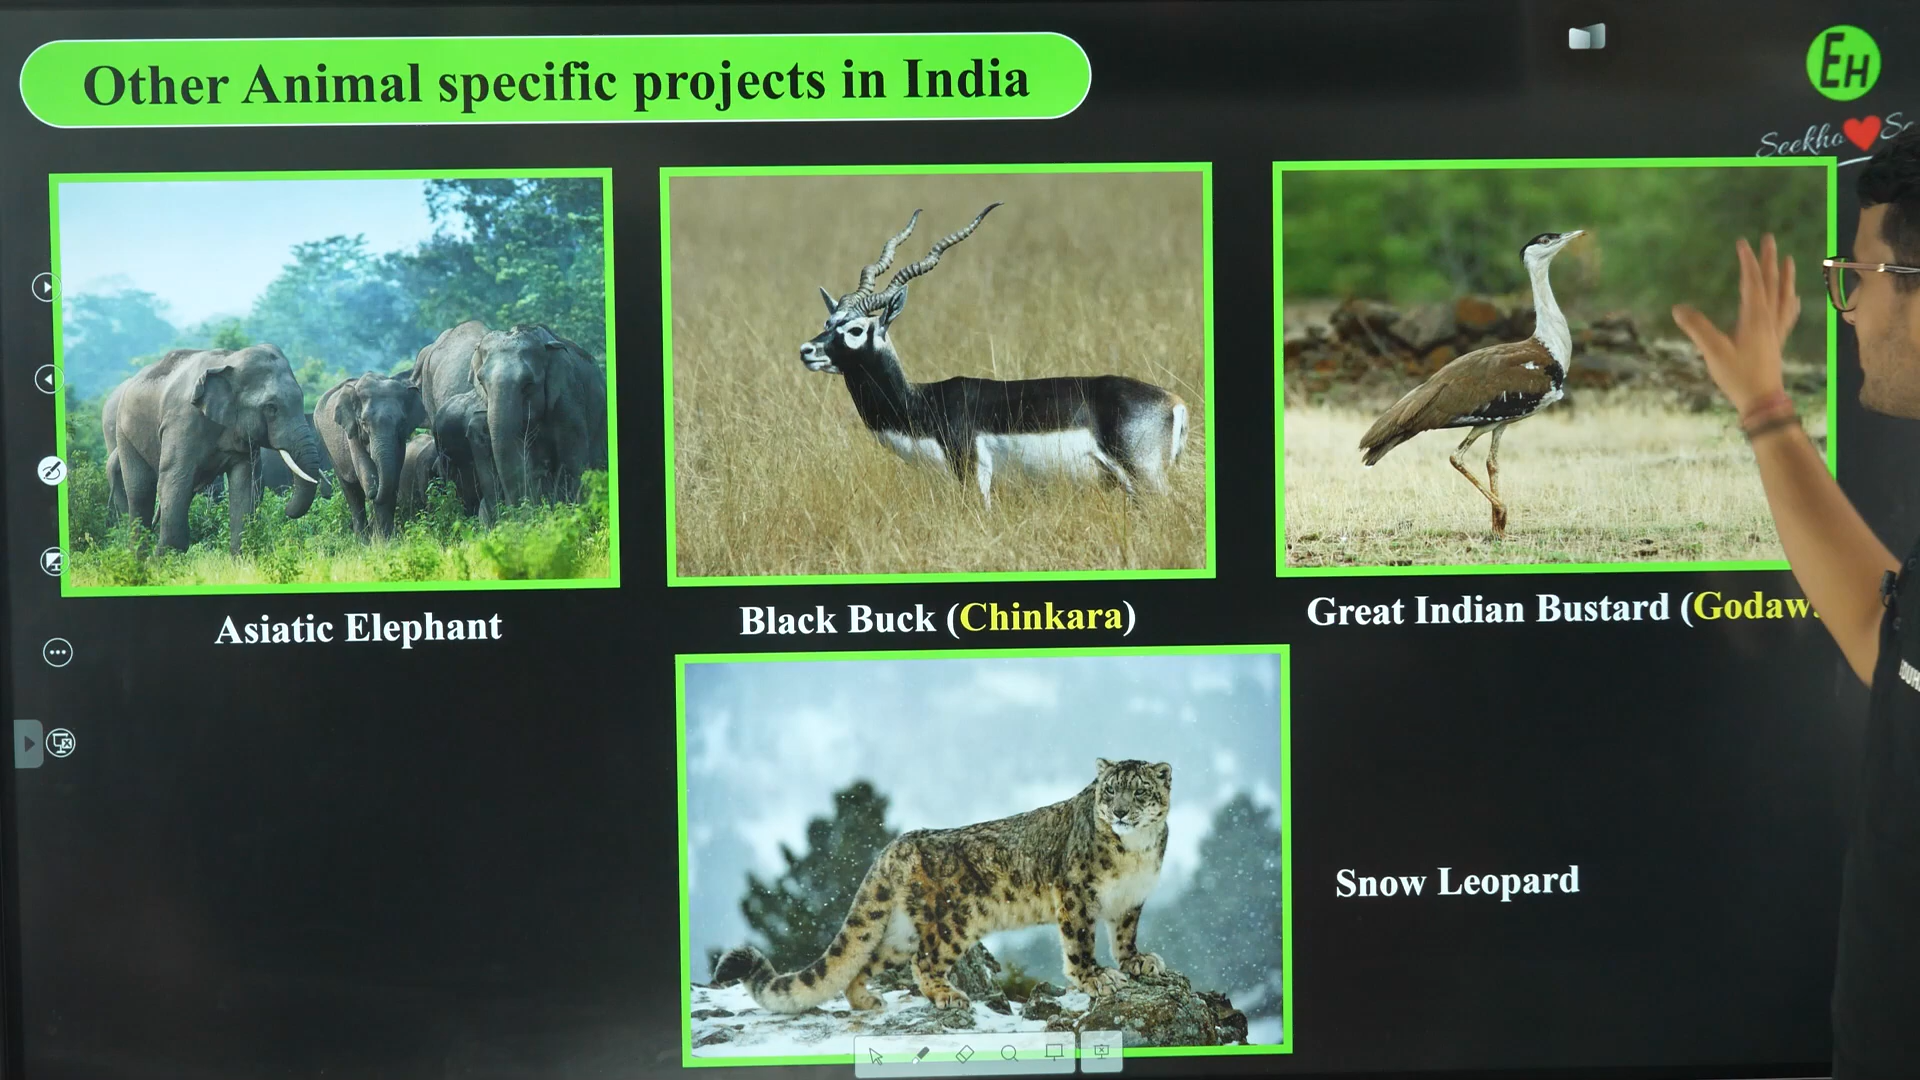 Other Animal specific projects in India
EH
Seekho
Asiatic Elephant
Black Buck (Chinkara)
Great Indian Bustard (Godaw
Snow Leopard